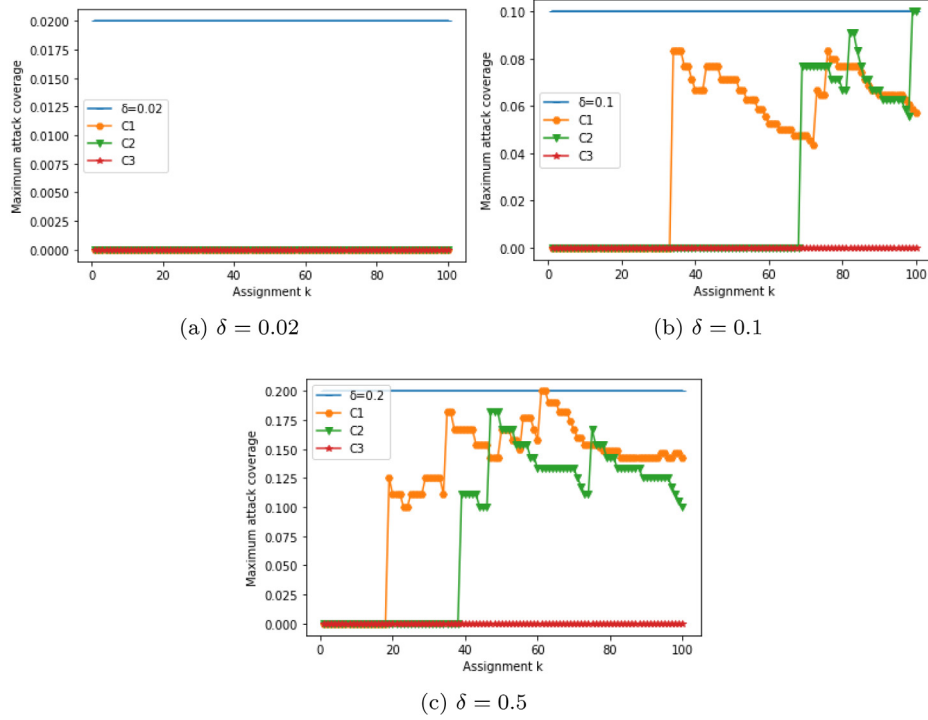 0.0200
0.0175
0.0150
0.0125
0.0100
0.0075
0.0050
0.0025
0.0000
Maximum attack coverage
δ=0.02
C1
C2
C3
0 20 40 60 80 100
Assignment k
(a) δ = 0.02
0.10
0.08
0.06
0.04
0.02
0.00
Maximum attack coverage
δ=0.1
C1
C2
C3
0 20 40 60 80 100
Assignment k
(b) δ = 0.1
0.200
0.175
0.150
0.125
0.100
0.075
0.050
0.025
0.000
Maximum attack coverage
δ=0.2
C1
C2
C3
0 20 40 60 80 100
Assignment k
(c) δ = 0.5